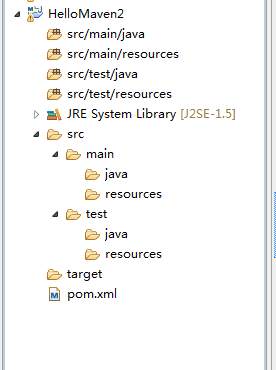 HelloMaven2
src/main/java
src/main/resources
src/test/java
src/test/resources
JRE System Library [J2SE-1.5]
src
main
java
resources
test
java
resources
target
pom.xml